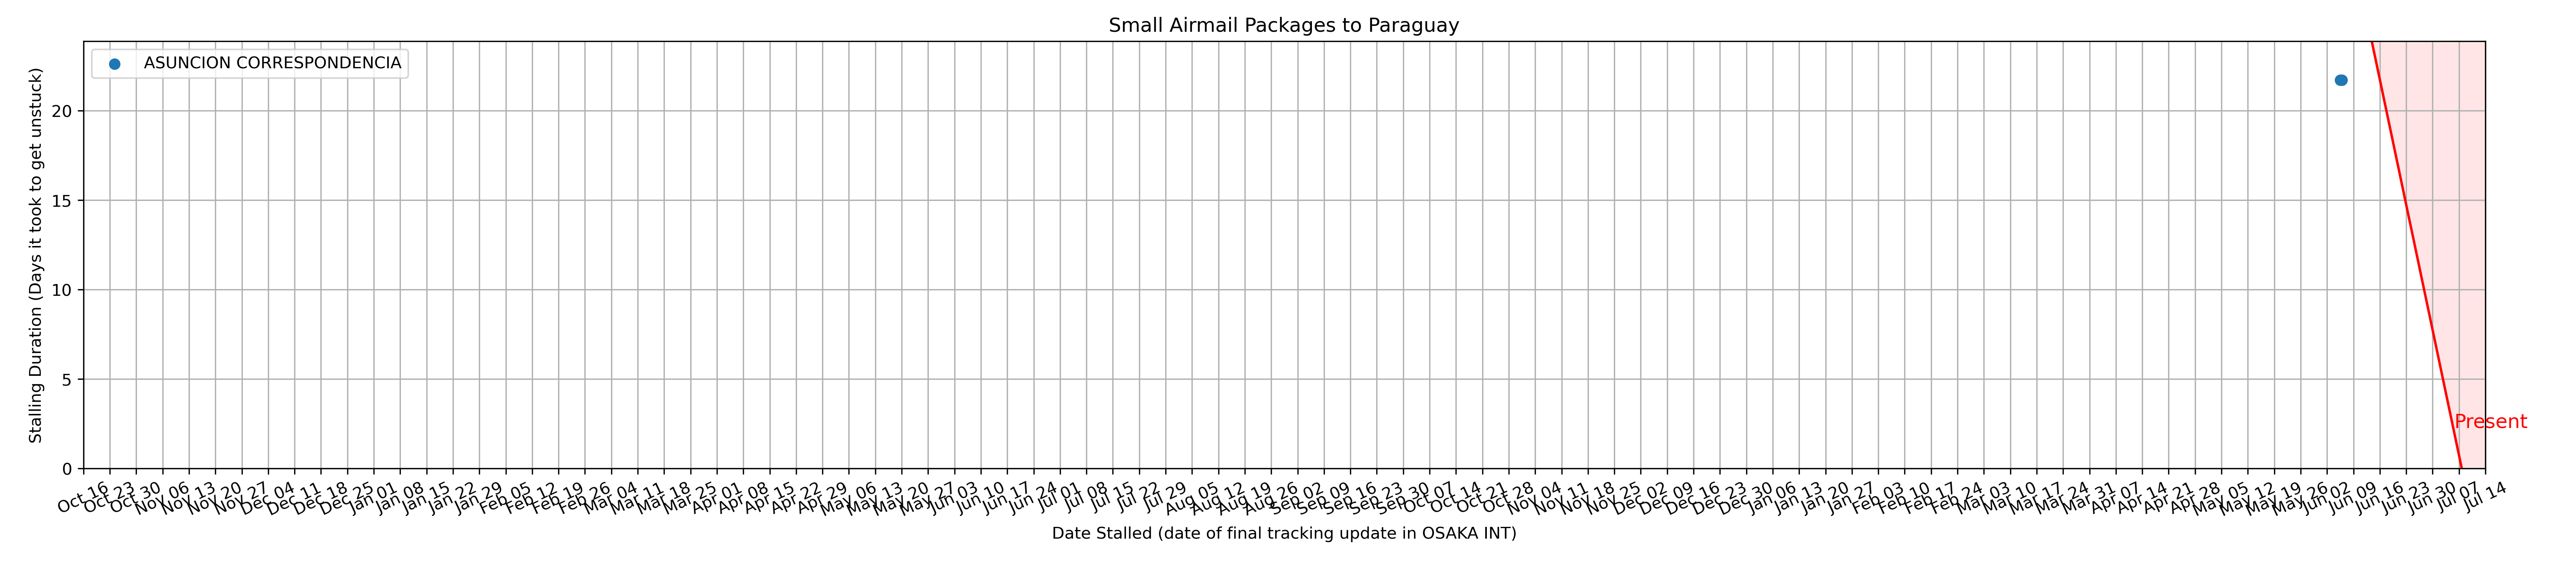 Small Airmail Packages to Paraguay
ASUNCION CORRESPONDENCIA
Stalling Duration (Days it took to get unstuck)
20
15
10
5
0
Present
Oct 16
Oct 23
Oct 30
Nov 06
Nov 13
Nov 20
Nov 27
Dec 04
Dec 11
Dec 18
Dec 25
Jan 01
Jan 08
Jan 15
Jan 22
Jan 29
Feb 05
Feb 12
Feb 19
Feb 26
Mar 04
Mar 11
Mar 18
Mar 25
Apr 01
Apr 08
Apr 15
Apr 22
Apr 29
May 06
May 13
May 20
May 27
Jun 03
Jun 10
Jun 17
Jun 24
Jul 01
Jul 08
Jul 15
Jul 22
Jul 29
Aug 05
Aug 12
Aug 19
Aug 26
Sep 02
Sep 09
Sep 16
Sep 23
Sep 30
Oct 07
Oct 14
Oct 21
Oct 28
Nov 04
Nov 11
Nov 18
Nov 25
Dec 02
Dec 09
Dec 16
Dec 23
Dec 30
Jan 06
Jan 13
Jan 20
Jan 27
Feb 03
Feb 10
Feb 17
Feb 24
Mar 03
Mar 10
Mar 17
Mar 24
Mar 31
Apr 07
Apr 14
Apr 21
Apr 28
May 05
May 12
May 19
May 26
Jun 02
Jun 09
Jun 16
Jun 23
Jun 30
Jul 07
Jul 14
Date Stalled (date of final tracking update in OSAKA INT)